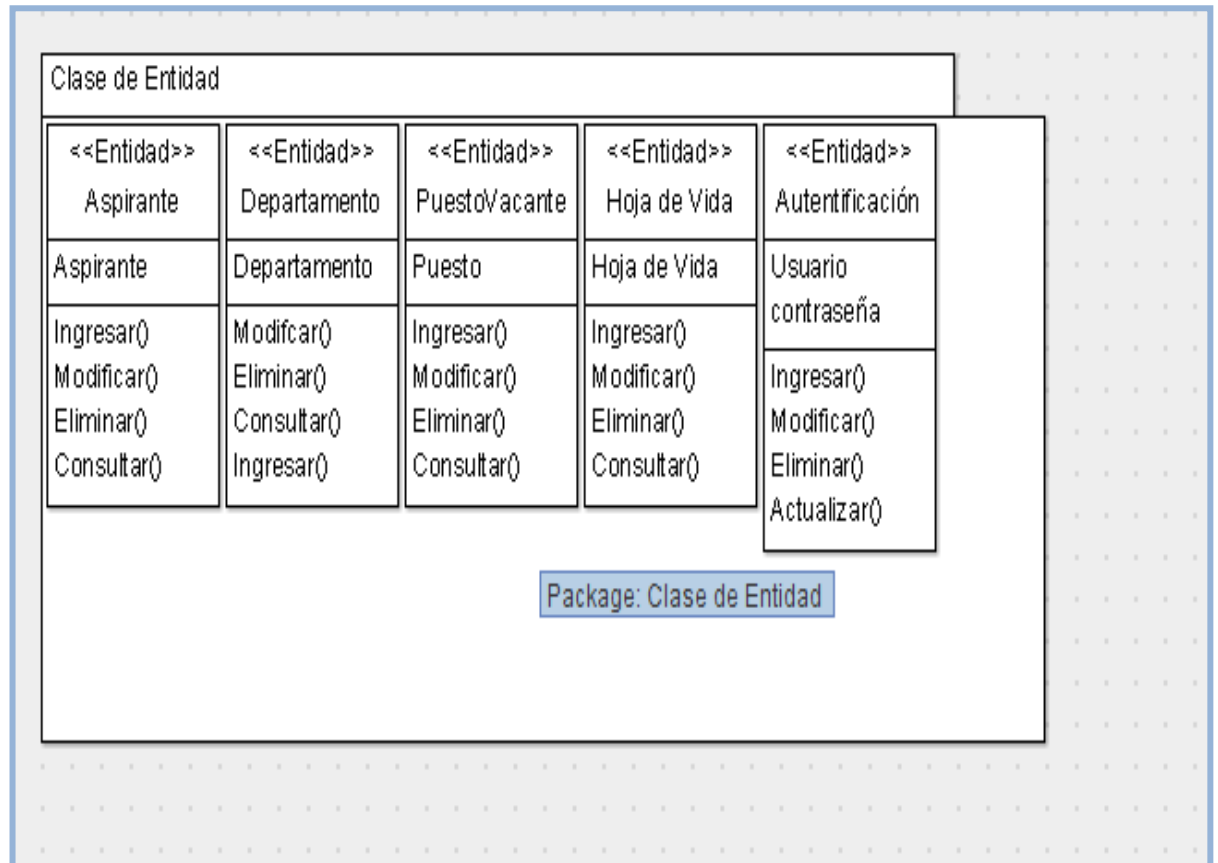 Clase de Entidad
<<Entidad>>
Aspirante
Aspirante
Ingresar()
Modificar()
Eliminar()
Consultar()
<<Entidad>>
Departamento
Departamento
Modifcar()
Eliminar()
Consultar()
Ingresar()
<<Entidad>>
PuestoVacante
Puesto
Ingresar()
Modificar()
Eliminar()
Consultar()
<<Entidad>>
Hoja de Vida
Hoja de Vida
Ingresar()
Modificar()
Eliminar()
Consultar()
<<Entidad>>
Autentificación
Usuario
contraseña
Ingresar()
Modificar()
Eliminar()
Actualizar()
Package: Clase de Entidad